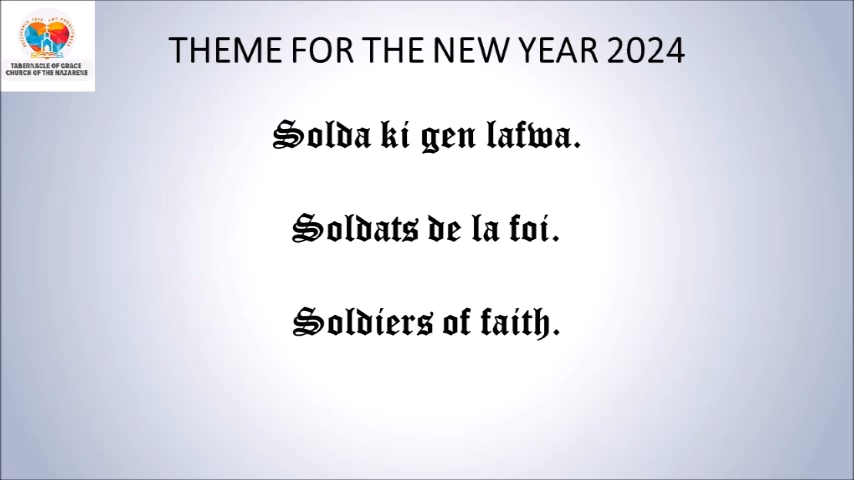 TABERNACLE OF GRACE
CHURCH OF THE NAZARENE
THEME FOR THE NEW YEAR 2024
Solda ki gen lafwa.
Soldats de la foi.
Soldiers of faith.